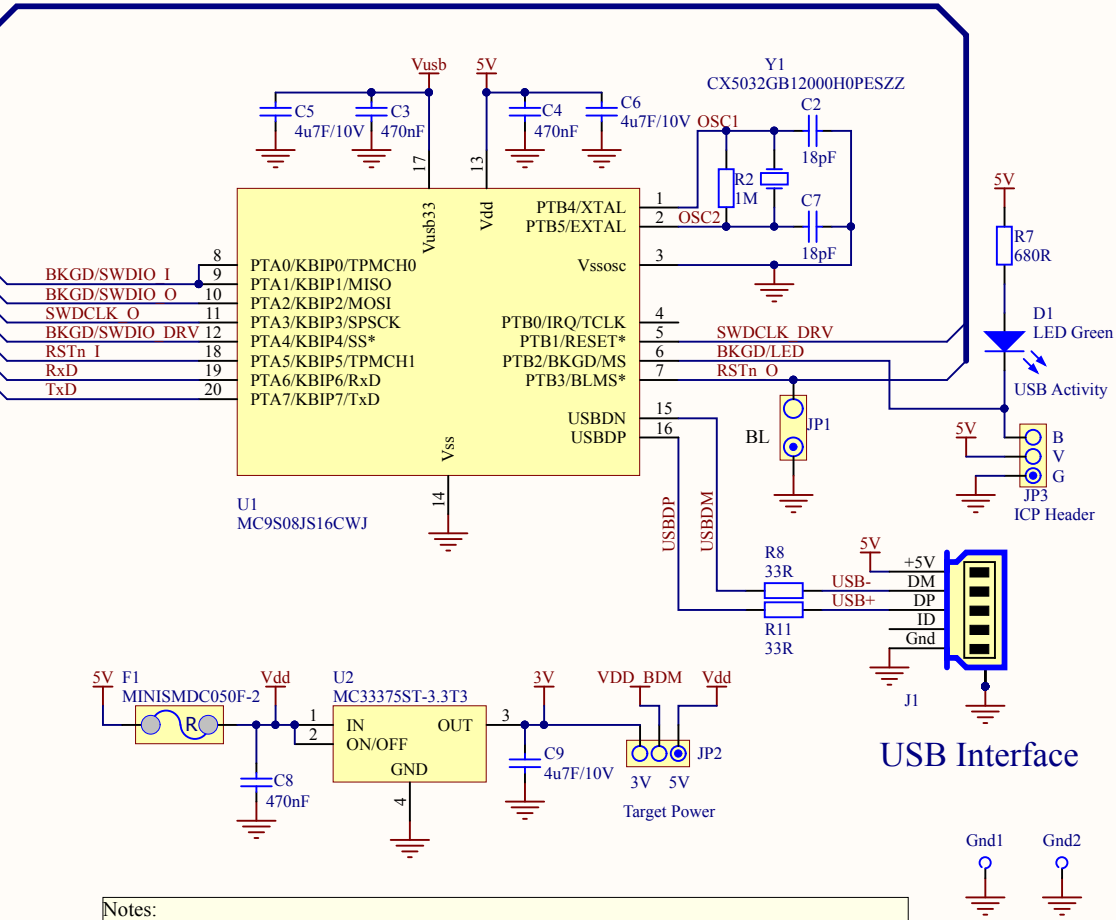 Vusb
5V
Y1
CX5032GB12000H0PESZZ
C5
4u7F/10V
C3
470nF
C4
470nF
C6
4u7F/10V
OSC1
C2
18pF
R2
1M
C7
18pF
OSC2
17
13
Vusb33
Vdd
PTB4/XTAL
1
PTB5/EXTAL
2
Vssosc
3
5V
R7
680R
8
PTA0/KBIP0/TPMCH0
BKGD/SWDIO_I
9
PTA1/KBIP1/MISO
BKGD/SWDIO_O
10
PTA2/KBIP2/MOSI
SWDCLK_O
11
PTA3/KBIP3/SPSCK
BKGD/SWDIO_DRV
12
PTA4/KBIP4/SS*
RSTn_I
18
PTA5/KBIP5/TPMCH1
RxD
19
PTA6/KBIP6/RxD
TxD
20
PTA7/KBIP7/TxD
PTB0/IRQ/TCLK
4
PTB1/RESET*
5
SWDCLK_DRV
PTB2/BKGD/MS
6
BKGD/LED
PTB3/BLMS*
7
RSTn_O
D1
LED Green
USB Activity
USBDN
15
USBDP
16
Vss
14
U1
MC9S08JS16CWJ
BL
JP1
5V
B
V
G
JP3
ICP Header
USBDP
USBDM
R8
33R
R11
33R
USB-
USB+
5V
+5V
DM
DP
ID
Gnd
J1
USB Interface
5V
F1
MINISMDC050F-2
R
Vdd
U2
MC33375ST-3.3T3
1
IN
2
ON/OFF
OUT
3
GND
4
C8
470nF
3V
C9
4u7F/10V
VDD_BDM
Vdd
JP2
3V
5V
Target Power
Gnd1
Gnd2
Notes: